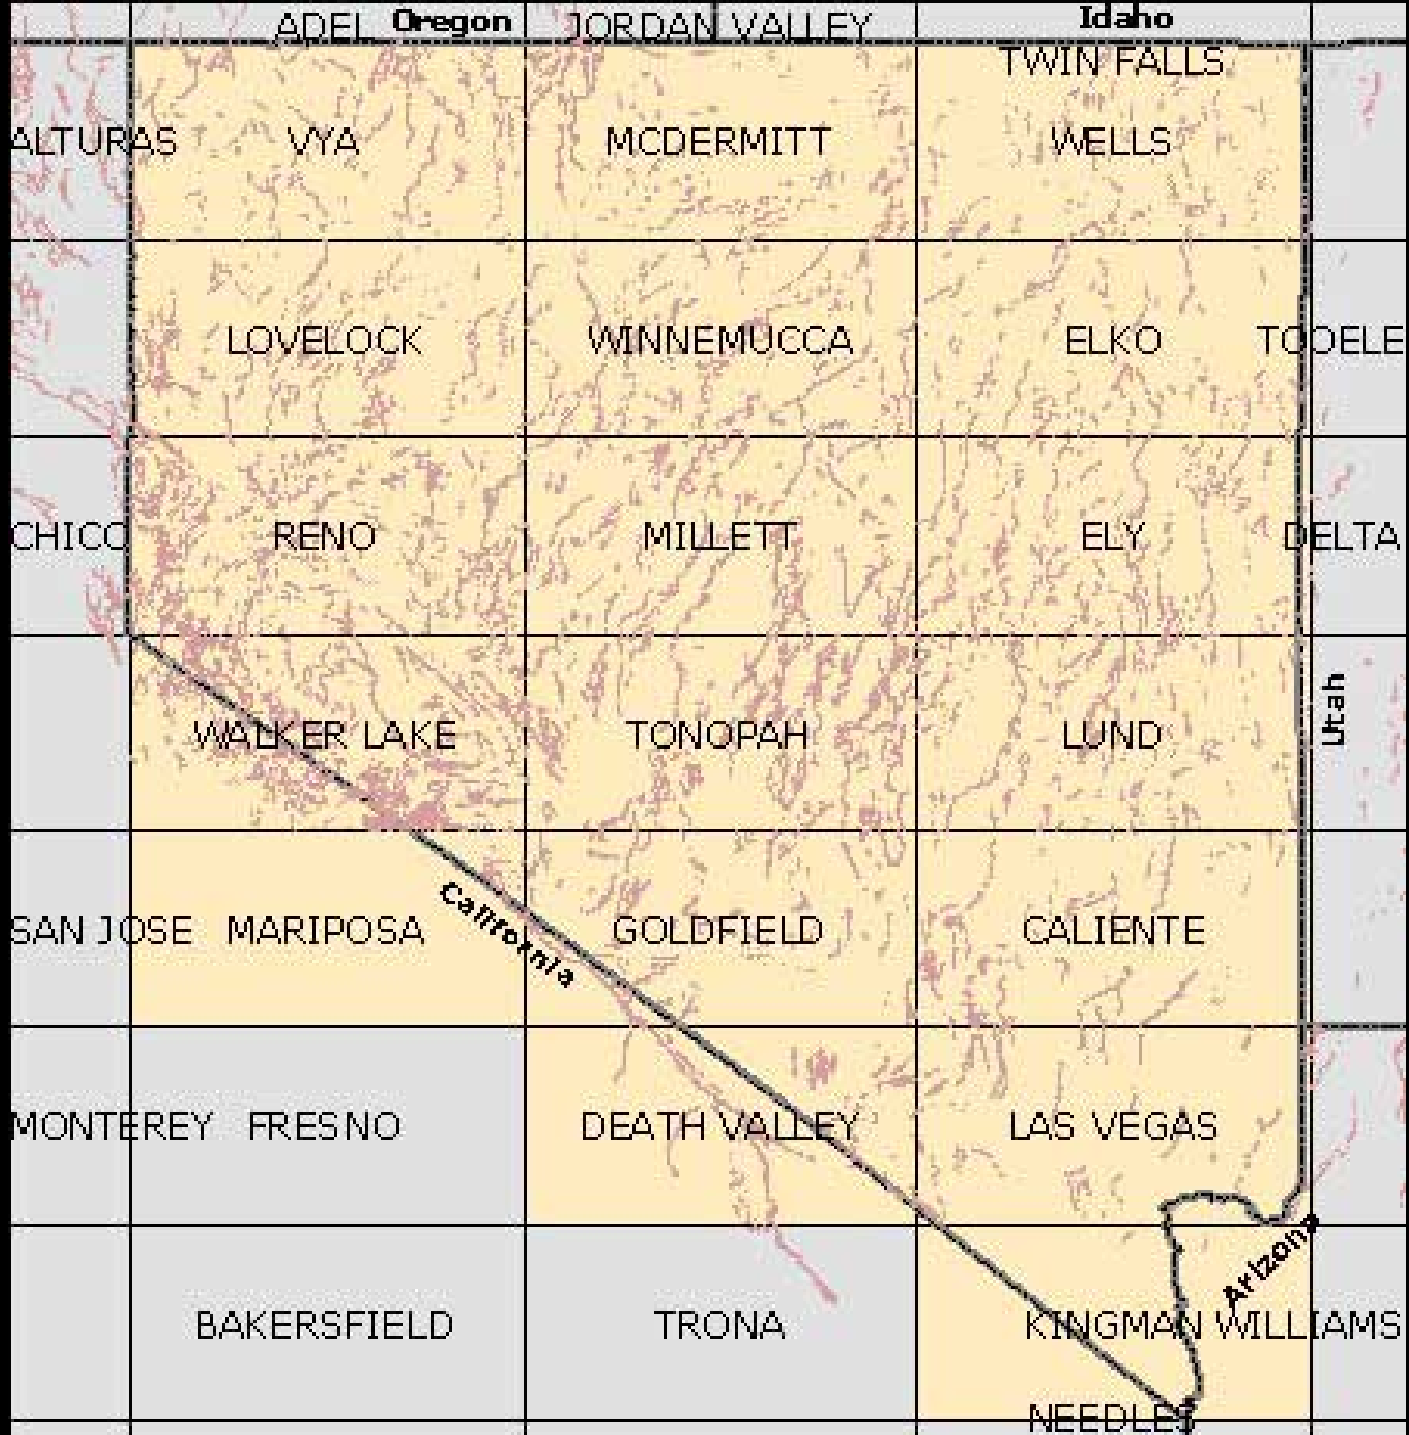 ADEL Oregon JORDAN VALLEY Idaho
TWIN FALLS
ALTURAS VYA MCDERMITT WELLS
LOVELOCK WINNEMUCCA ELKO TOOELE
CHICO RENO MILLETT ELY DELTA
Utah
WALKER LAKE TONOPAH LUND
California
SAN JOSE MARIPOSA GOLDFIELD CALIENTE
MONTEREY FRESNO DEATH VALLEY LAS VEGAS
Arizona
BAKERSFIELD TRONA KINGMAN WILLIAMS
NEEDLES